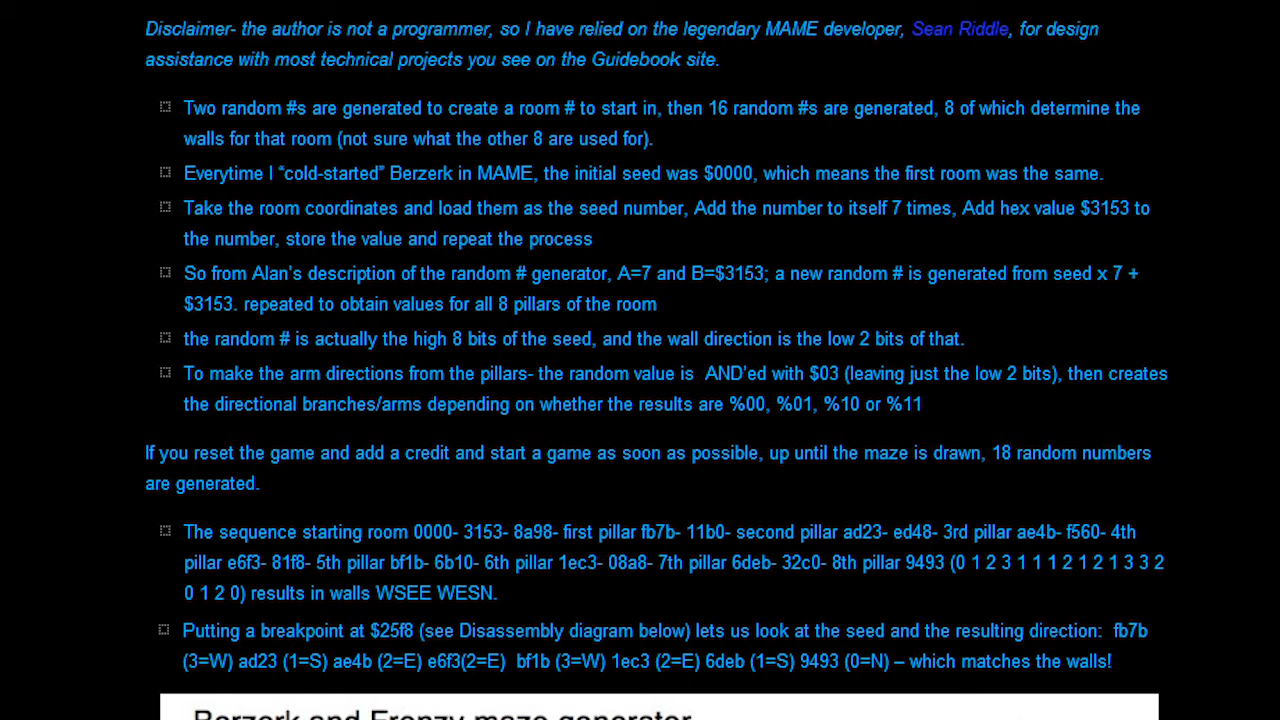 Disclaimer- the author is not a programmer, so I have relied on the legendary MAME developer, Sean Riddle, for design
assistance with most technical projects you see on the Guidebook site.
Two random #s are generated to create a room # to start in, then 16 random #s are generated, 8 of which determine the
walls for that room (not sure what the other 8 are used for).
Everytime I “cold-started” Berzerk in MAME, the initial seed was $0000, which means the first room was the same.
Take the room coordinates and load them as the seed number, Add the number to itself 7 times, Add hex value $3153 to
the number, store the value and repeat the process
So from Alan's description of the random # generator, A=7 and B=$3153; a new random # is generated from seed x 7 +
$3153. repeated to obtain values for all 8 pillars of the room
the random # is actually the high 8 bits of the seed, and the wall direction is the low 2 bits of that.
To make the arm directions from the pillars- the random value is  AND'ed with $03 (leaving just the low 2 bits), then creates
the directional branches/arms depending on whether the results are %00, %01, %10 or %11
If you reset the game and add a credit and start a game as soon as possible, up until the maze is drawn, 18 random numbers
are generated.
The sequence starting room 0000- 3153- 8a98- first pillar fb7b- 11b0- second pillar ad23- ed48- 3rd pillar ae4b- f560- 4th
pillar e6f3- 81f8- 5th pillar bf1b- 6b10- 6th pillar 1ec3- 08a8- 7th pillar 6deb- 32c0- 8th pillar 9493 (0 1 2 3 1 1 1 2 1 2 1 3 3 2
0 1 2 0) results in walls WSEE WESN.
Putting a breakpoint at $25f8 (see Disassembly diagram below) lets us look at the seed and the resulting direction:  fb7b
(3=W) ad23 (1=S) ae4b (2=E) e6f3(2=E)  bf1b (3=W) 1ec3 (2=E) 6deb (1=S) 9493 (0=N) – which matches the walls!
Berzerk and Frenzy maze generator